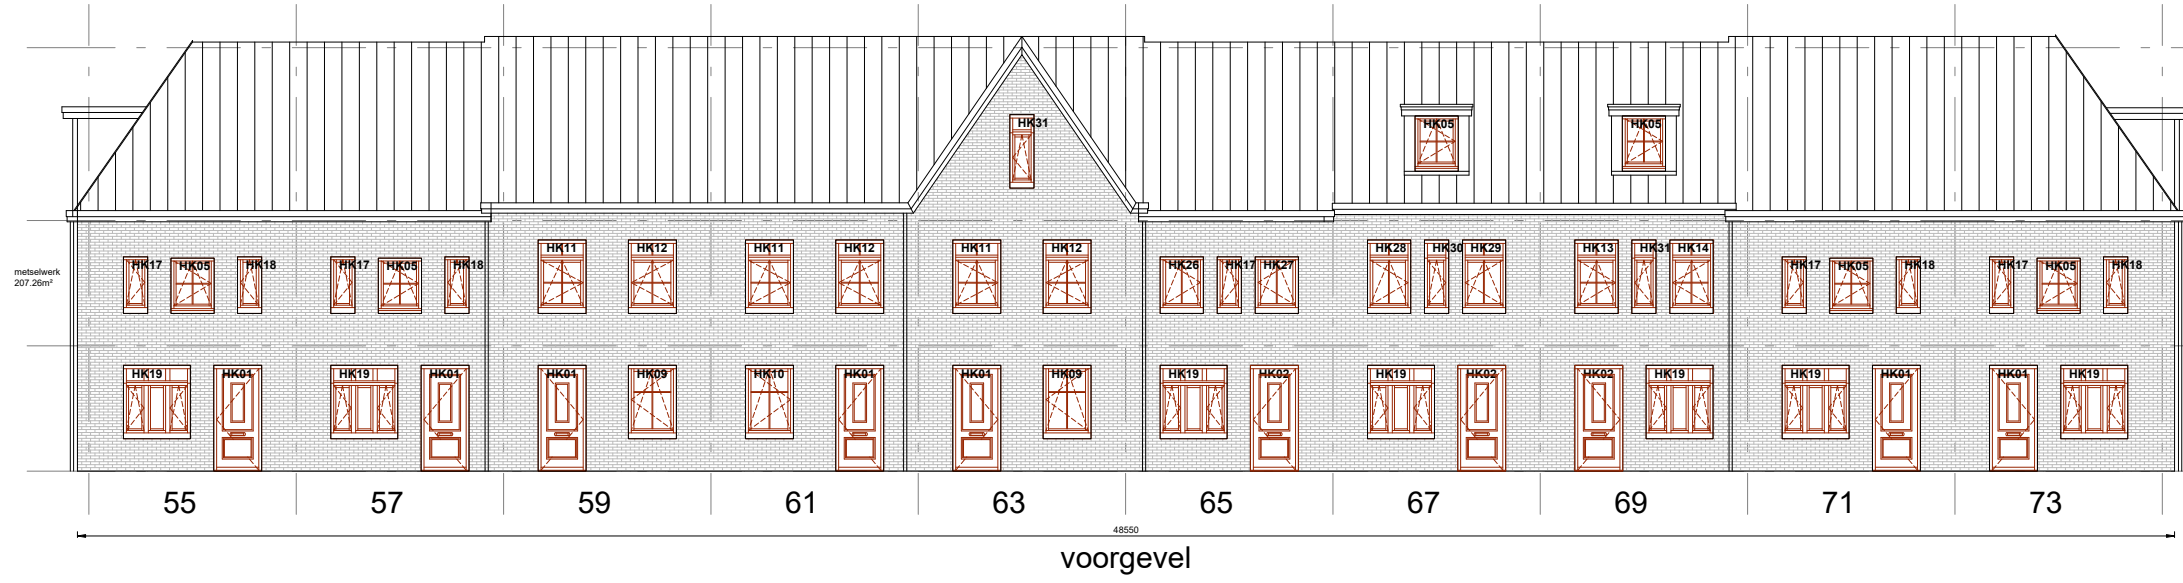 HK31
HK05 HK05
HK11 HK12 HK11 HK12 HK11 HK12 HK28 HK30 HK29 HK13 HK31 HK14
HK17 HK05 HK18 HK17 HK05 HK18 HK26 HK17 HK27 HK17 HK05 HK18 HK17 HK05 HK18
metselwerk
207.26m²
HK19 HK01 HK19 HK01 HK01 HK09 HK10 HK01 HK01 HK09 HK19 HK02 HK19 HK02 HK02 HK19 HK19 HK01 HK01 HK19
55 57 59 61 63 65 67 69 71 73
48550
voorgevel